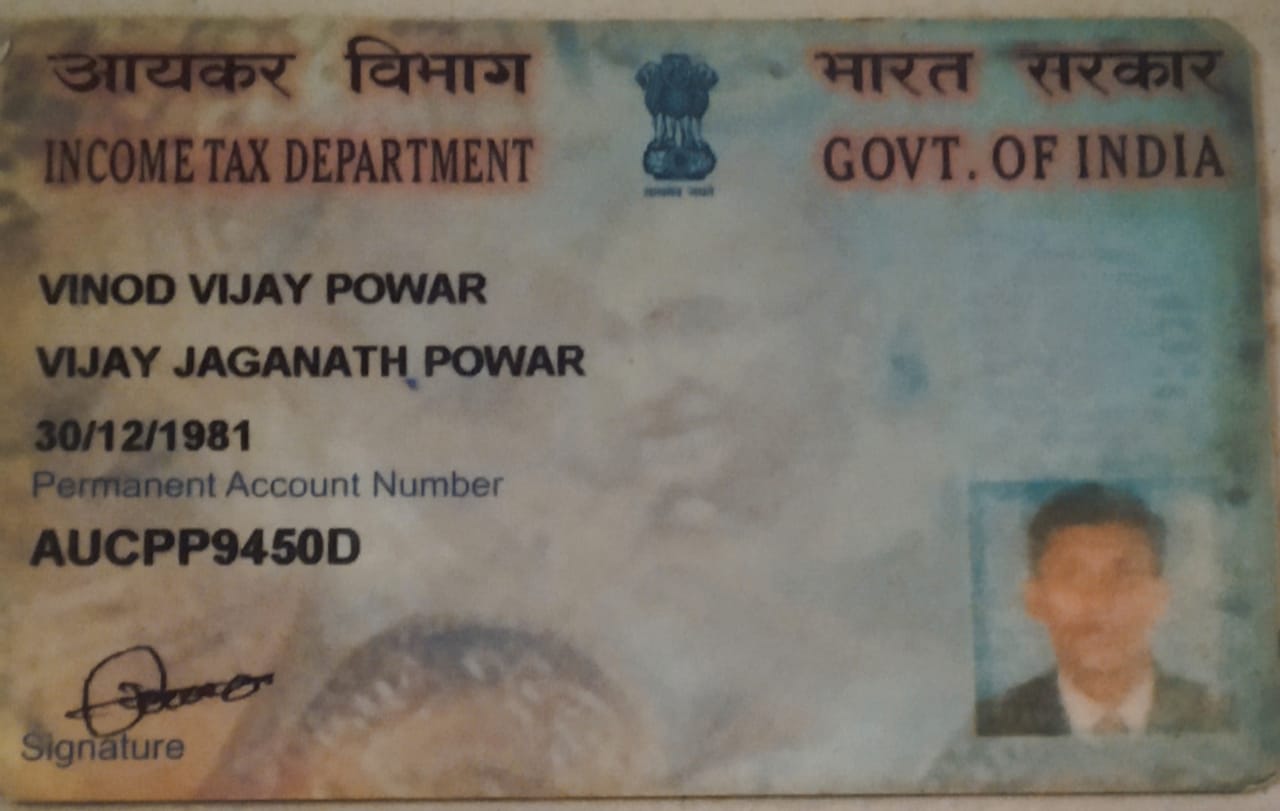 आयकर विभाग
INCOME TAX DEPARTMENT
भारत सरकार
GOVT. OF INDIA
VINOD VIJAY POWAR
VIJAY JAGANATH POWAR
30/12/1981
Permanent Account Number
AUCPP9450D
Signature